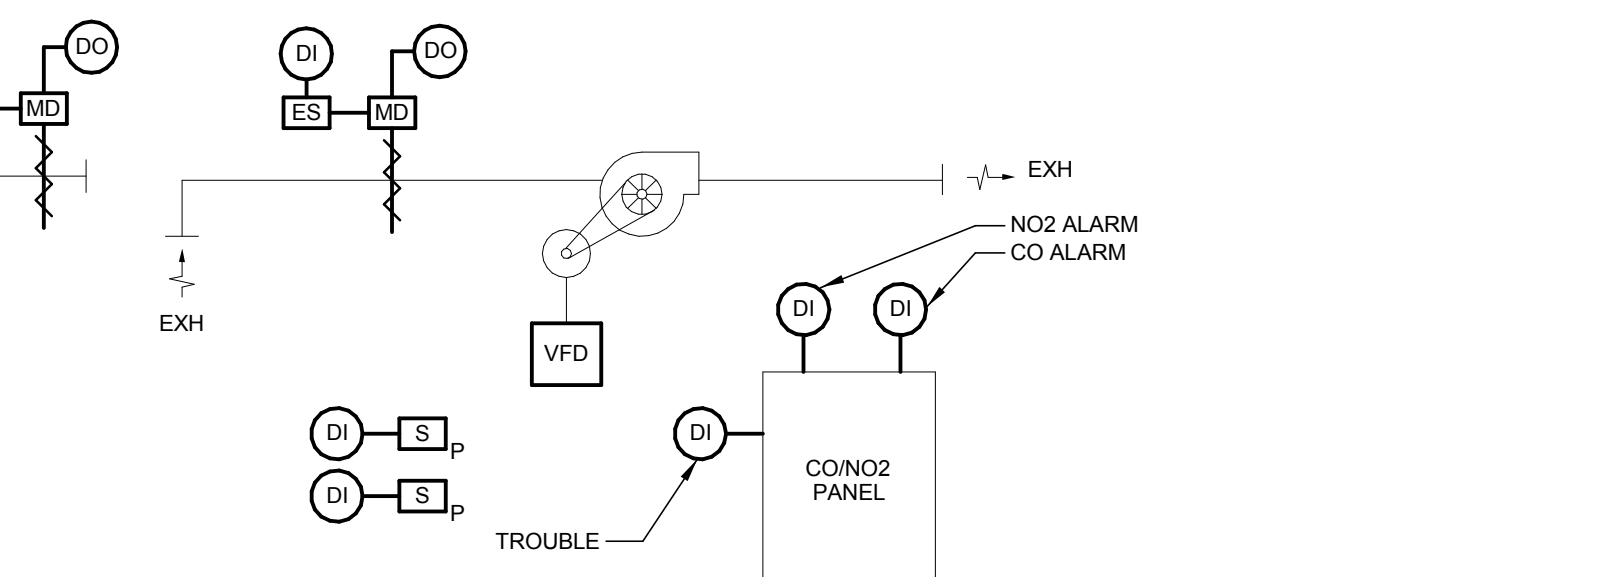 DO
DI
DO
MD
ES
MD
EXH
NO2 ALARM
CO ALARM
DI
DI
EXH
VFD
DI
S
P
DI
CO/NO2
PANEL
DI
S
P
TROUBLE